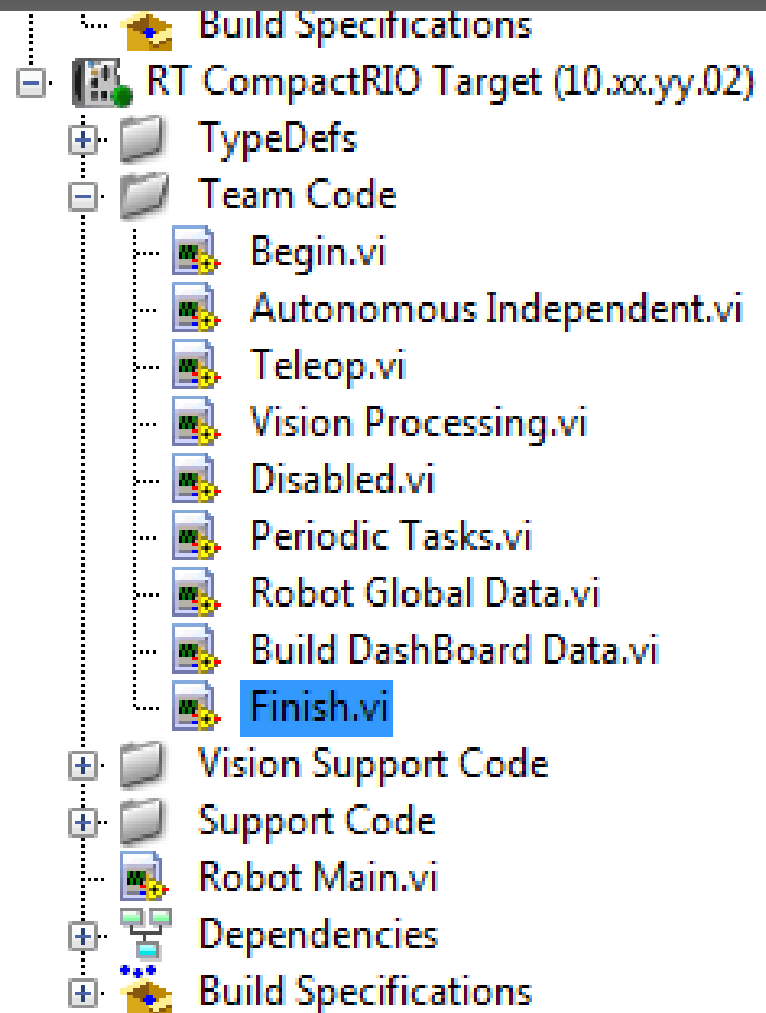 Build Specifications
RT CompactRIO Target (10.xx.yy.02)
TypeDefs
Team Code
Begin.vi
Autonomous Independent.vi
Teleop.vi
Vision Processing.vi
Disabled.vi
Periodic Tasks.vi
Robot Global Data.vi
Build DashBoard Data.vi
Finish.vi
Vision Support Code
Support Code
Robot Main.vi
Dependencies
Build Specifications